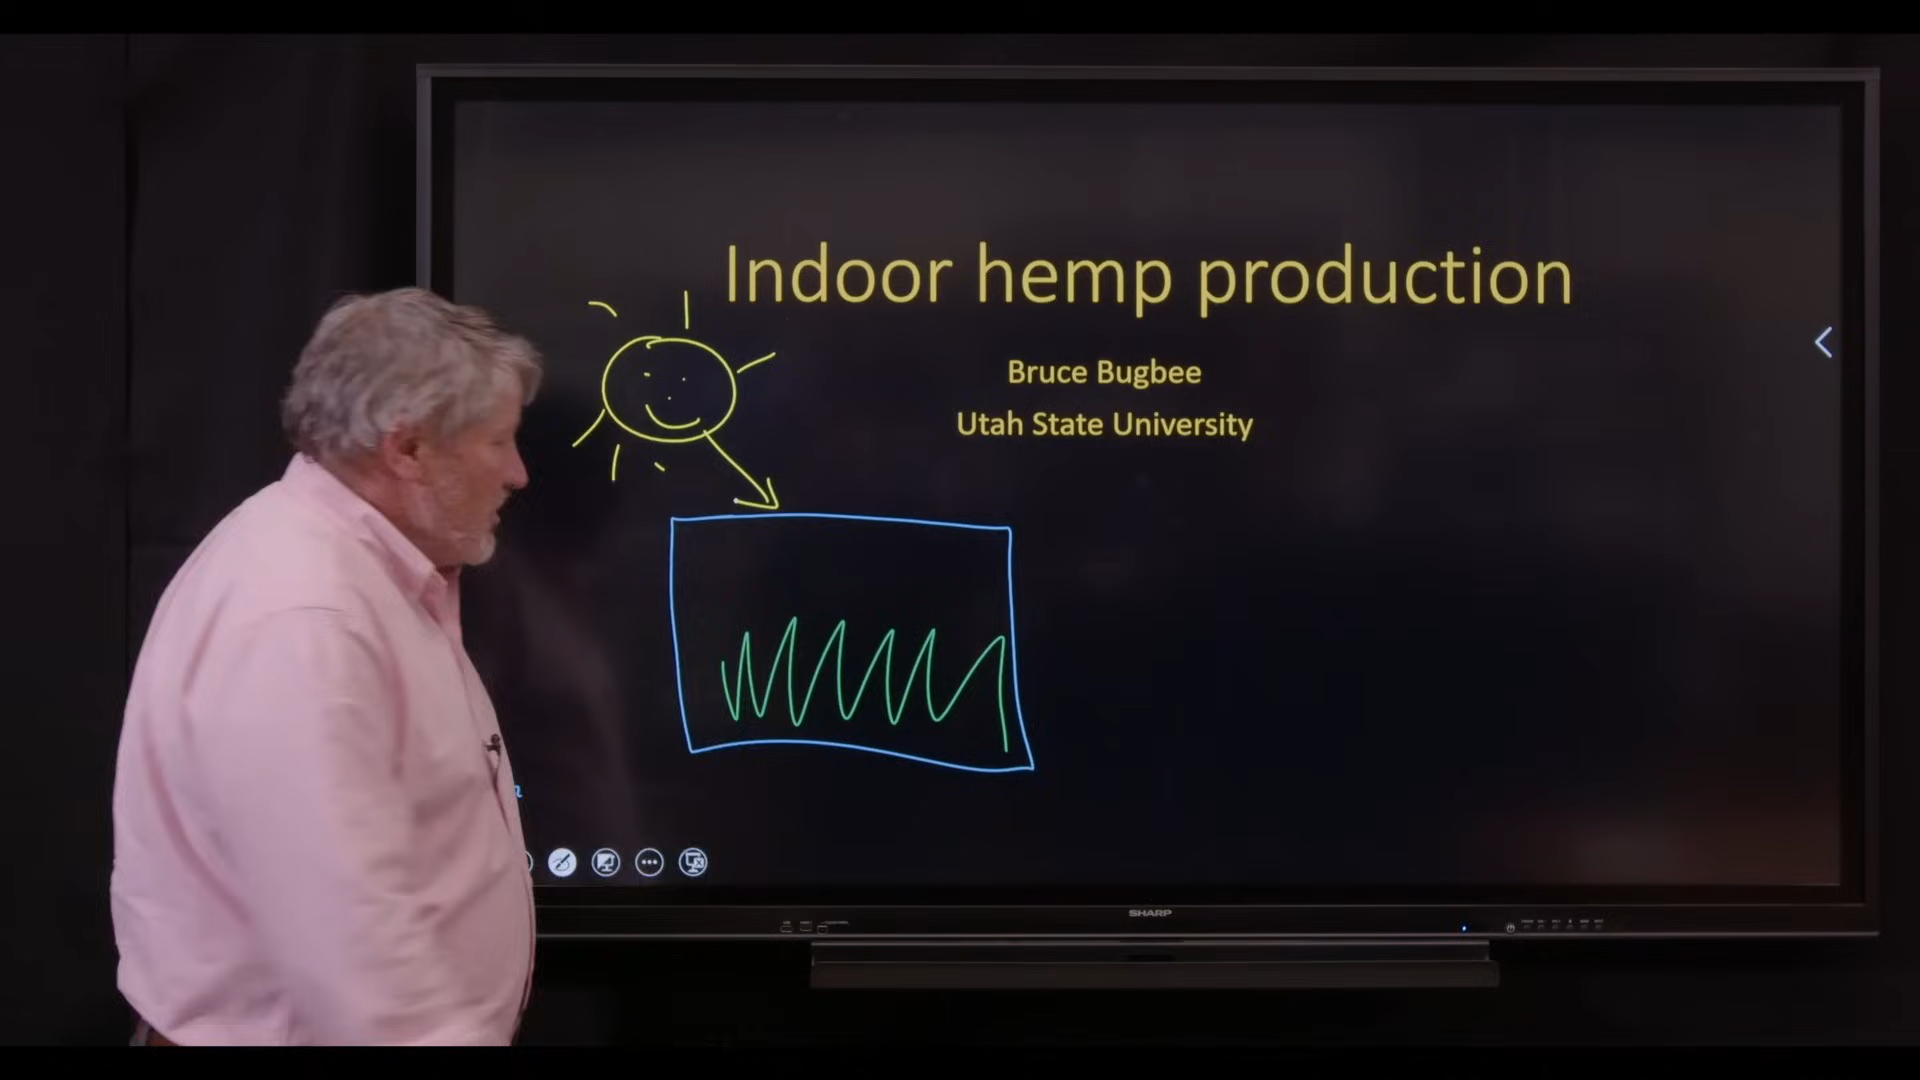 Indoor hemp production
Bruce Bugbee
Utah State University
SHARP